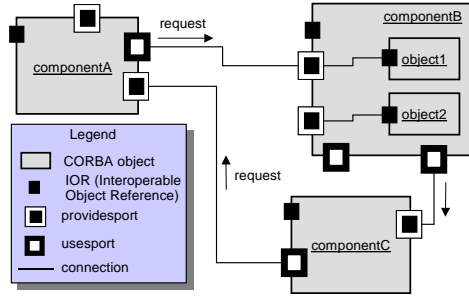 request
componentB
componentA
object1
object2
Legend
CORBA object
IOR (Interoperable
Object Reference)
providesport
usesport
connection
request
componentC